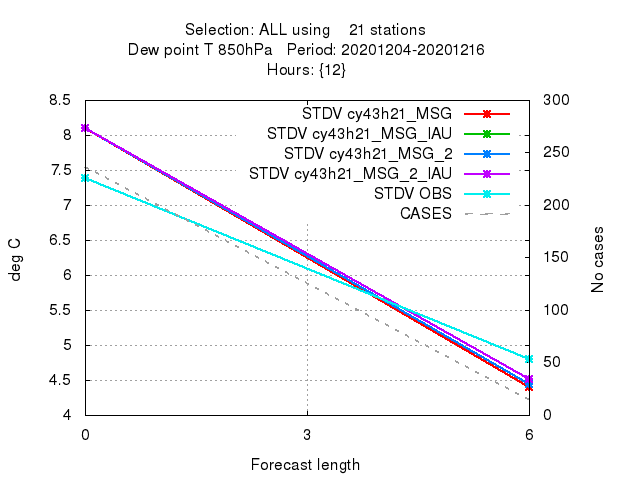 Selection: ALL using    21 stations
Dew point T 850hPa   Period: 20201204-20201216
Hours: {12}
STDV cy43h21_MSG
STDV cy43h21_MSG_IAU
STDV cy43h21_MSG_2
STDV cy43h21_MSG_2_IAU
STDV OBS
CASES
deg C
8.5
8
7.5
7
6.5
6
5.5
5
4.5
4
300
250
200
150
100
50
0
No cases
0 3 6
Forecast length